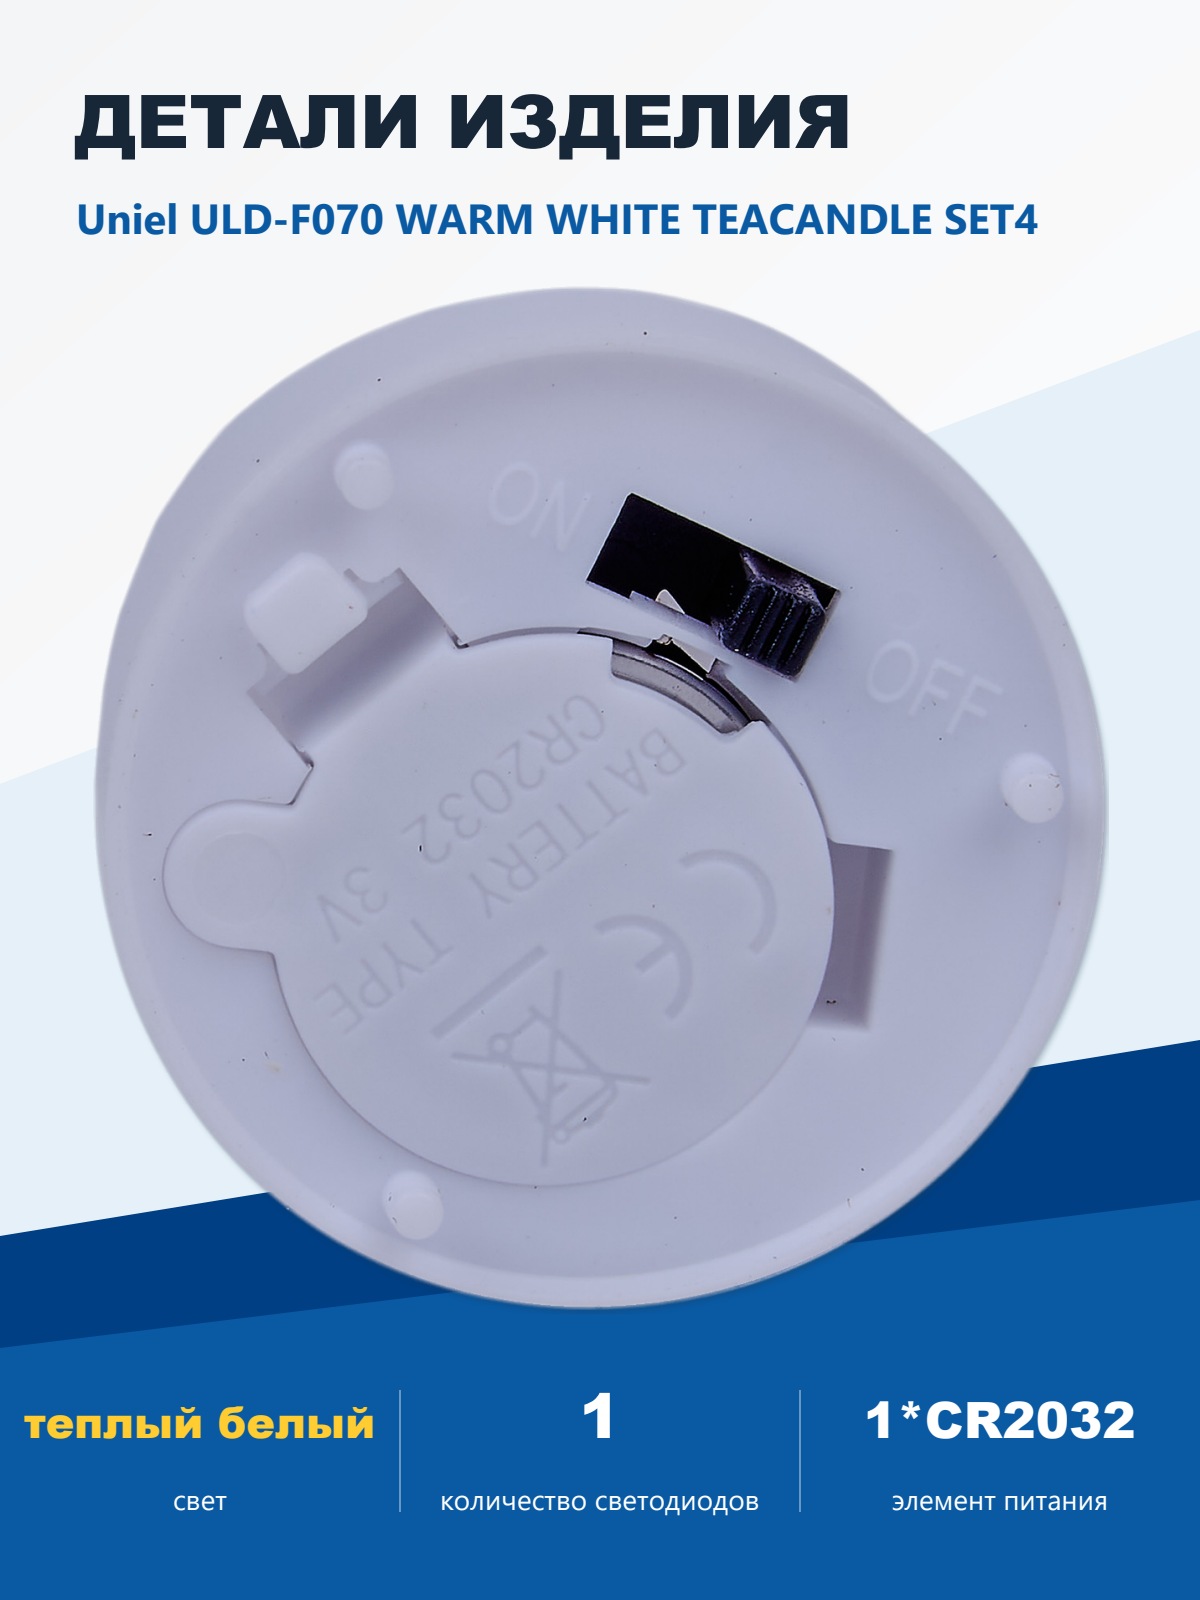 ДЕТАЛИ ИЗДЕЛИЯ
Uniel ULD-F070 WARM WHITE TEACANDLE SET4
ON
OFF
BATTERY TYPE
CR2032 3V
CE
теплый белый
свет
1
количество светодиодов
1*CR2032
элемент питания